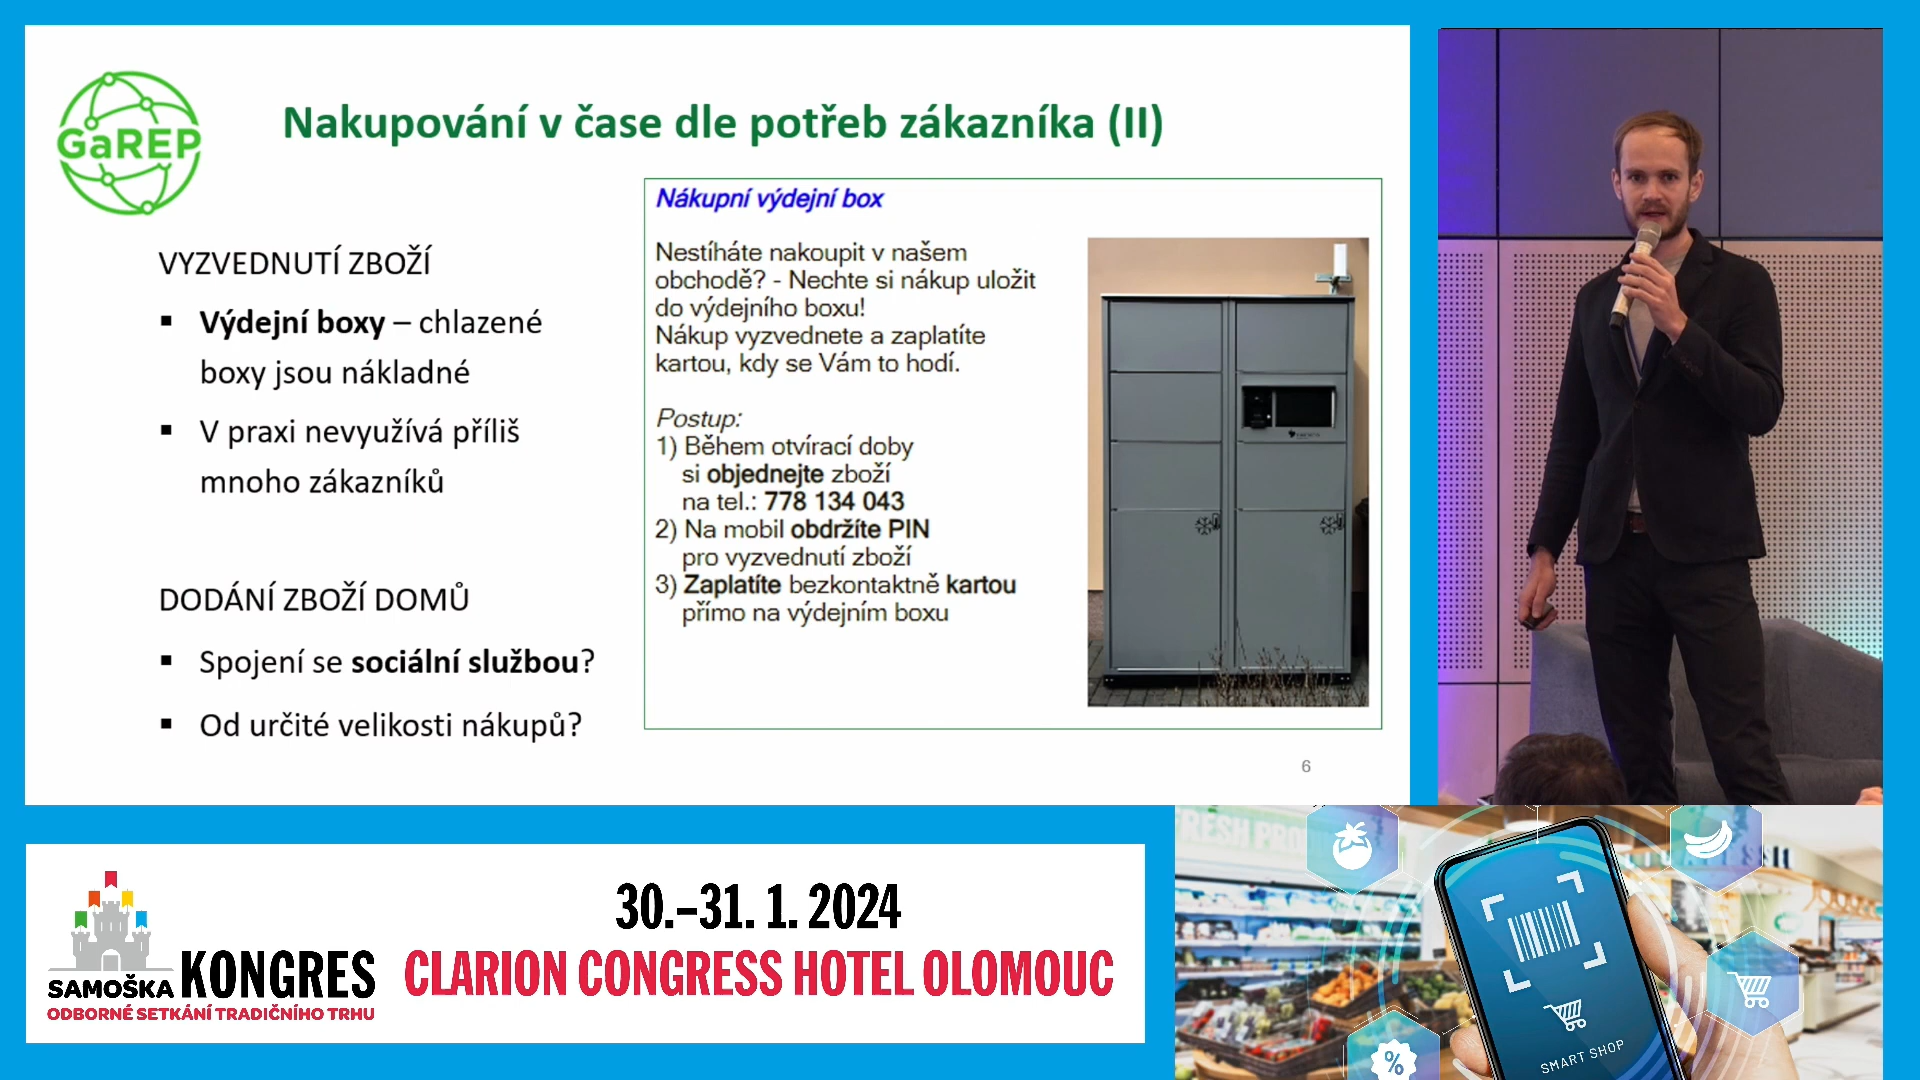 GaREP
Nakupování v čase dle potřeb zákazníka (II)
VYZVEDNUTÍ ZBOŽÍ
▪ Výdejní boxy – chlazené
boxy jsou nákladné
▪ V praxi nevyužívá příliš
mnoho zákazníků
DODÁNÍ ZBOŽÍ DOMŮ
▪ Spojení se sociální službou?
▪ Od určité velikosti nákupů?
Nákupní výdejní box
Nestíháte nakoupit v našem
obchodě? - Nechte si nákup uložit
do výdejního boxu!
Nákup vyzvednete a zaplatíte
kartou, kdy se Vám to hodí.
Postup:
1) Během otvírací doby
si objednejte zboží
na tel.: 778 134 043
2) Na mobil obdržíte PIN
pro vyzvednutí zboží
3) Zaplatíte bezkontaktně kartou
přímo na výdejním boxu
6
SAMOŠKA KONGRES
ODBORNÉ SETKÁNÍ TRADIČNÍHO TRHU
30.–31. 1. 2024
CLARION CONGRESS HOTEL OLOMOUC
%
SMART SHOP